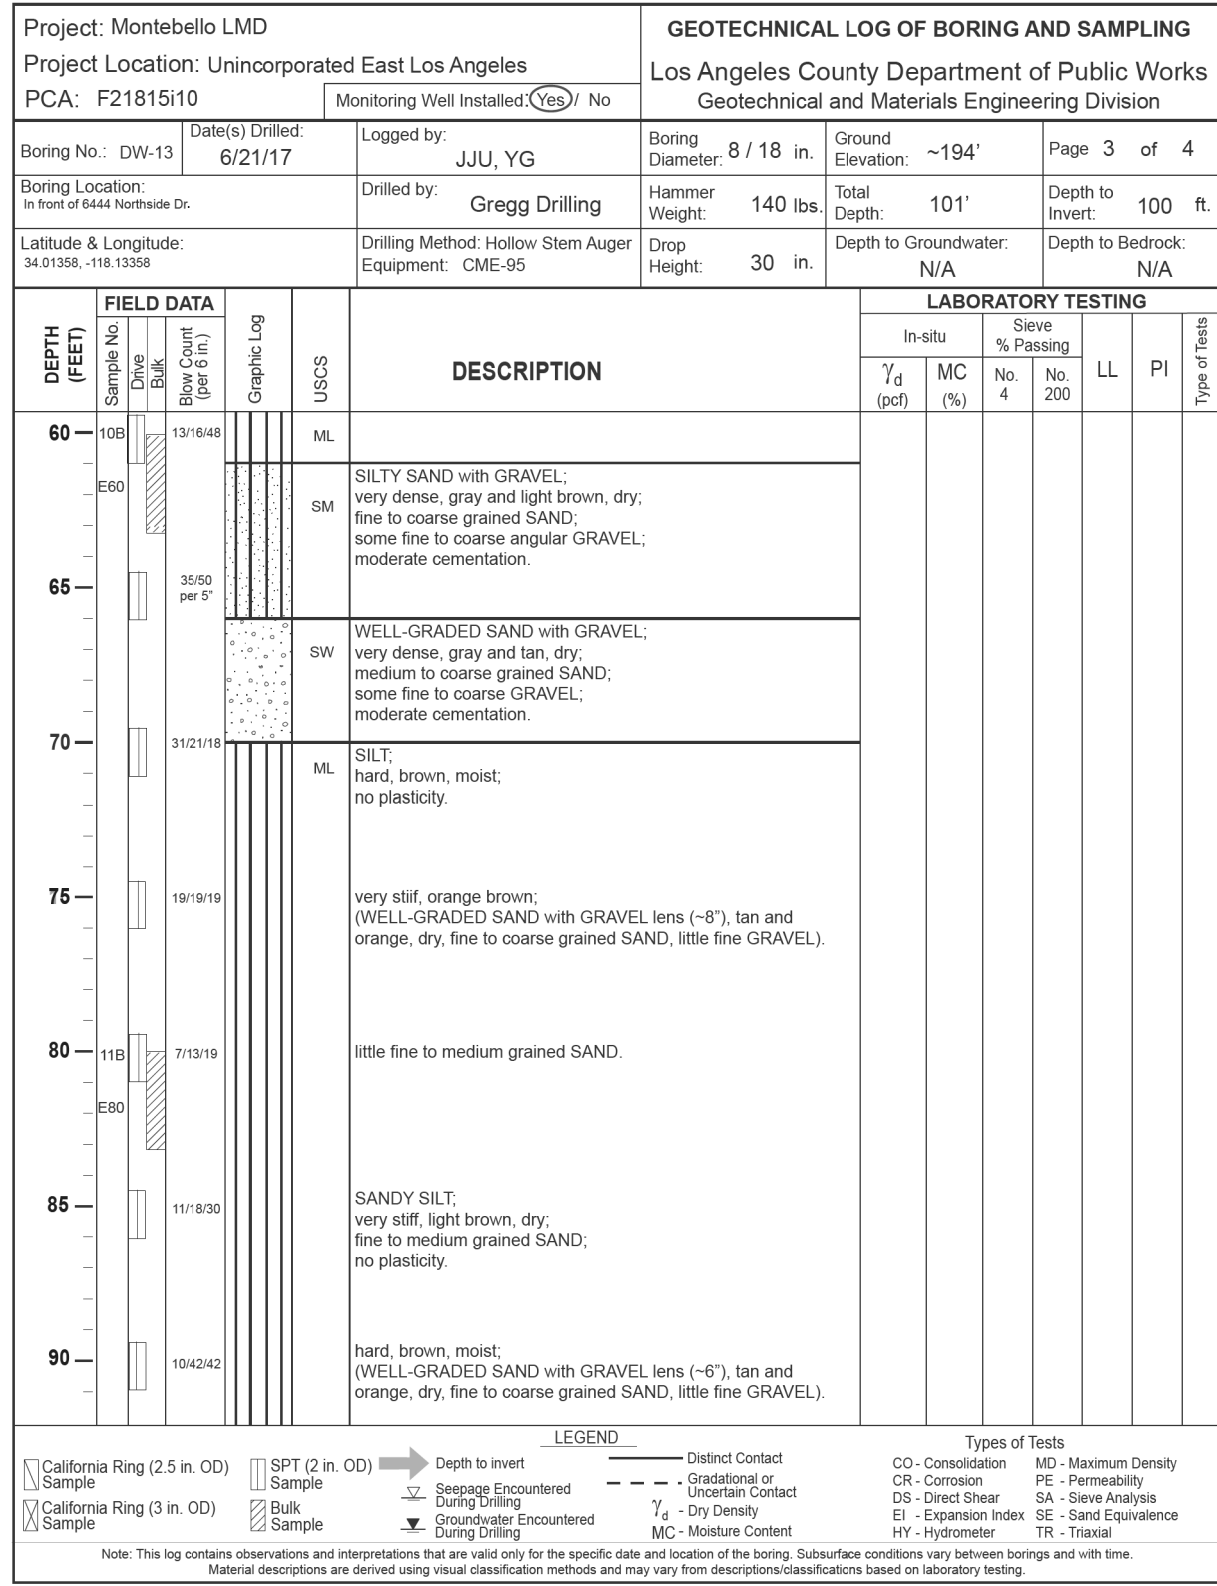 Project: Montebello LMD
Project Location: Unincorporated East Los Angeles
PCA: F21815i10
Monitoring Well Installed: Yes / No
GEOTECHNICAL LOG OF BORING AND SAMPLING
Los Angeles County Department of Public Works
Geotechnical and Materials Engineering Division
Boring No.: DW-13
Date(s) Drilled:
6/21/17
Logged by:
JJU, YG
Boring
Diameter: 8 / 18 in.
Ground
Elevation: ~194’
Page 3 of 4
Boring Location:
In front of 6444 Northside Dr.
Drilled by:
Gregg Drilling
Hammer
Weight: 140 lbs.
Total
Depth: 101’
Depth to
Invert: 100 ft.
Latitude & Longitude:
34.01358, -118.13358
Drilling Method: Hollow Stem Auger
Equipment: CME-95
Drop
Height: 30 in.
Depth to Groundwater:
N/A
Depth to Bedrock:
N/A
DEPTH
(FEET)
FIELD DATA
Sample No.
Drive
Bulk
Blow Count
(per 6 in.)
Graphic Log
USCS
DESCRIPTION
LABORATORY TESTING
In-situ
Sieve
% Passing
γd
(pcf)
MC
(%)
No.
4
No.
200
LL
PI
Type of Tests
60 10B 13/16/48 ML
E60
SM
SILTY SAND with GRAVEL;
very dense, gray and light brown, dry;
fine to coarse grained SAND;
some fine to coarse angular GRAVEL;
moderate cementation.
65
35/50
per 5”
SW
WELL-GRADED SAND with GRAVEL;
very dense, gray and tan, dry;
medium to coarse grained SAND;
some fine to coarse GRAVEL;
moderate cementation.
70 31/21/18
ML
SILT;
hard, brown, moist;
no plasticity.
75 19/19/19
very stiif, orange brown;
(WELL-GRADED SAND with GRAVEL lens (~8”), tan and
orange, dry, fine to coarse grained SAND, little fine GRAVEL).
80 11B 7/13/19 little fine to medium grained SAND.
E80
85 11/18/30
SANDY SILT;
very stiff, light brown, dry;
fine to medium grained SAND;
no plasticity.
90 10/42/42
hard, brown, moist;
(WELL-GRADED SAND with GRAVEL lens (~6”), tan and
orange, dry, fine to coarse grained SAND, little fine GRAVEL).
LEGEND
California Ring (2.5 in. OD)
Sample
California Ring (3 in. OD)
Sample
SPT (2 in. OD)
Sample
Bulk
Sample
Depth to invert
Seepage Encountered
During Drilling
Groundwater Encountered
During Drilling
Distinct Contact
Gradational or
Uncertain Contact
γd - Dry Density
MC - Moisture Content
Types of Tests
CO - Consolidation MD - Maximum Density
CR - Corrosion PE - Permeability
DS - Direct Shear SA - Sieve Analysis
EI - Expansion Index SE - Sand Equivalence
HY - Hydrometer TR - Triaxial
Note: This log contains observations and interpretations that are valid only for the specific date and location of the boring. Subsurface conditions vary between borings and with time.
Material descriptions are derived using visual classification methods and may vary from descriptions/classifications based on laboratory testing.